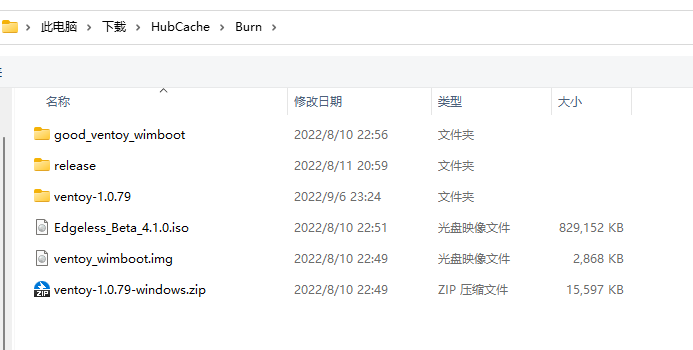 此电脑 > 下载 > HubCache > Burn >
名称 修改日期 类型 大小
good_ventoy_wimboot 2022/8/10 22:56 文件夹
release 2022/8/11 20:59 文件夹
ventoy-1.0.79 2022/9/6 23:24 文件夹
Edgeless_Beta_4.1.0.iso 2022/8/10 22:51 光盘映像文件 829,152 KB
ventoy_wimboot.img 2022/8/10 22:49 光盘映像文件 2,868 KB
ZIP ventoy-1.0.79-windows.zip 2022/8/10 22:49 ZIP 压缩文件 15,597 KB